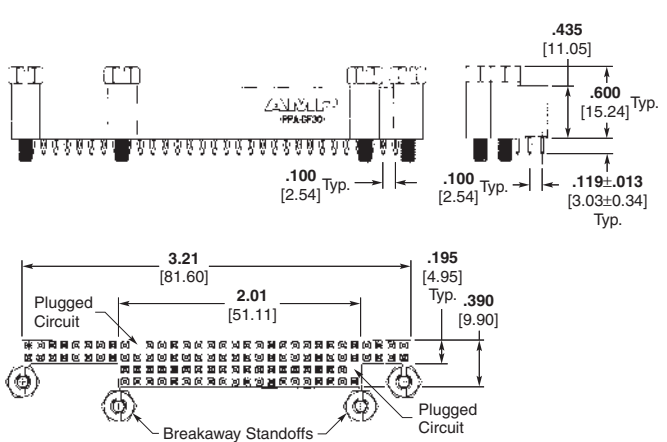 .435
[11.05]
AMP
.600
[15.24] Typ.
.100
[2.54] Typ.
.100
[2.54] Typ.
.119±.013
[3.03±0.34]
Typ.
3.21
[81.60]
.195
[4.95]
Typ.
Plugged
Circuit
2.01
[51.11]
.390
[9.90]
Plugged
Circuit
Breakaway Standoffs